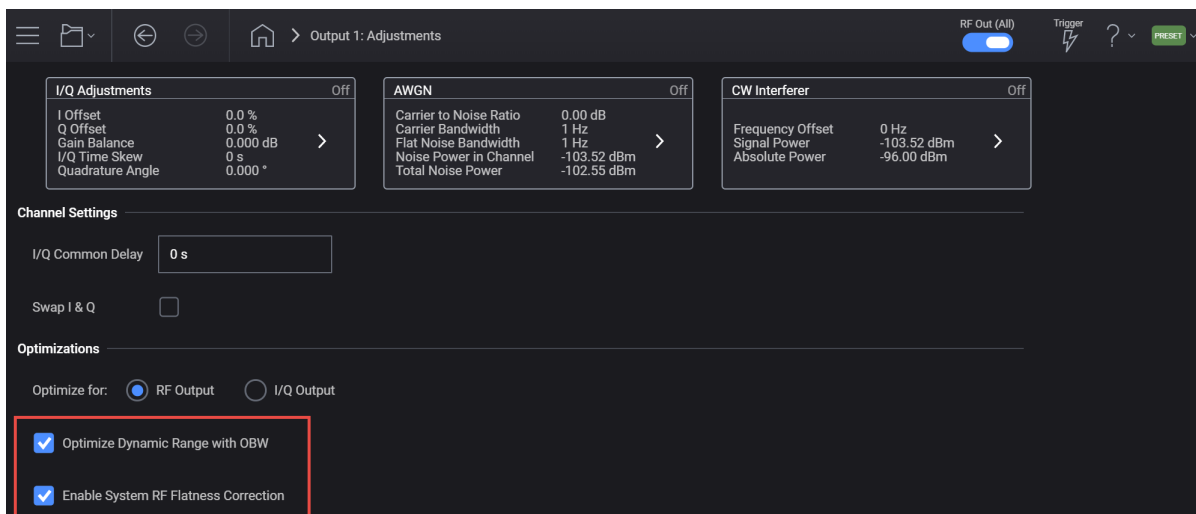 Output 1: Adjustments
RF Out (All)
Trigger
?
PRESET
I/Q Adjustments Off
I Offset 0.0 %
Q Offset 0.0 %
Gain Balance 0.000 dB
I/Q Time Skew 0 s
Quadrature Angle 0.000 °
AWGN Off
Carrier to Noise Ratio 0.00 dB
Carrier Bandwidth 1 Hz
Flat Noise Bandwidth 1 Hz
Noise Power in Channel -103.52 dBm
Total Noise Power -102.55 dBm
CW Interferer Off
Frequency Offset 0 Hz
Signal Power -103.52 dBm
Absolute Power -96.00 dBm
Channel Settings
I/Q Common Delay 0 s
Swap I & Q
Optimizations
Optimize for: RF Output I/Q Output
Optimize Dynamic Range with OBW
Enable System RF Flatness Correction